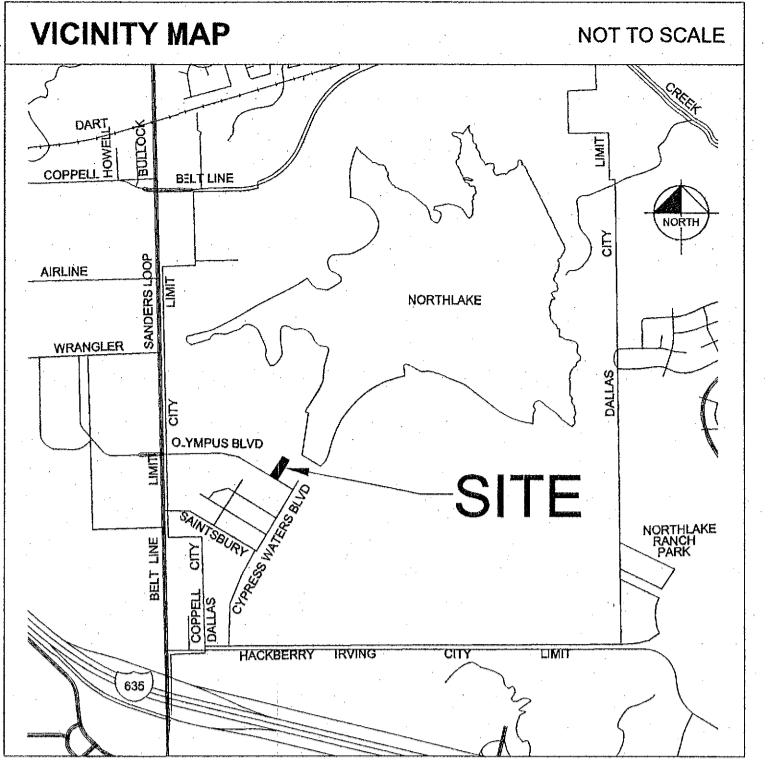 VICINITY MAP
NOT TO SCALE
CREEK
DART
HOWELL
BULLOCK
LIMIT
COPPELL
BELT LINE
NORTH
CITY
AIRLINE
SANDERS LOOP
LIMIT
NORTHLAKE
WRANGLER
DALLAS
CITY
OLYMPUS BLVD
LIMIT
SITE
SAINTSBURY
CYPRESS WATERS BLVD
NORTHLAKE
RANCH
PARK
BELT LINE
CITY
COPPELL
DALLAS
HACKBERRY IRVING CITY LIMIT
635